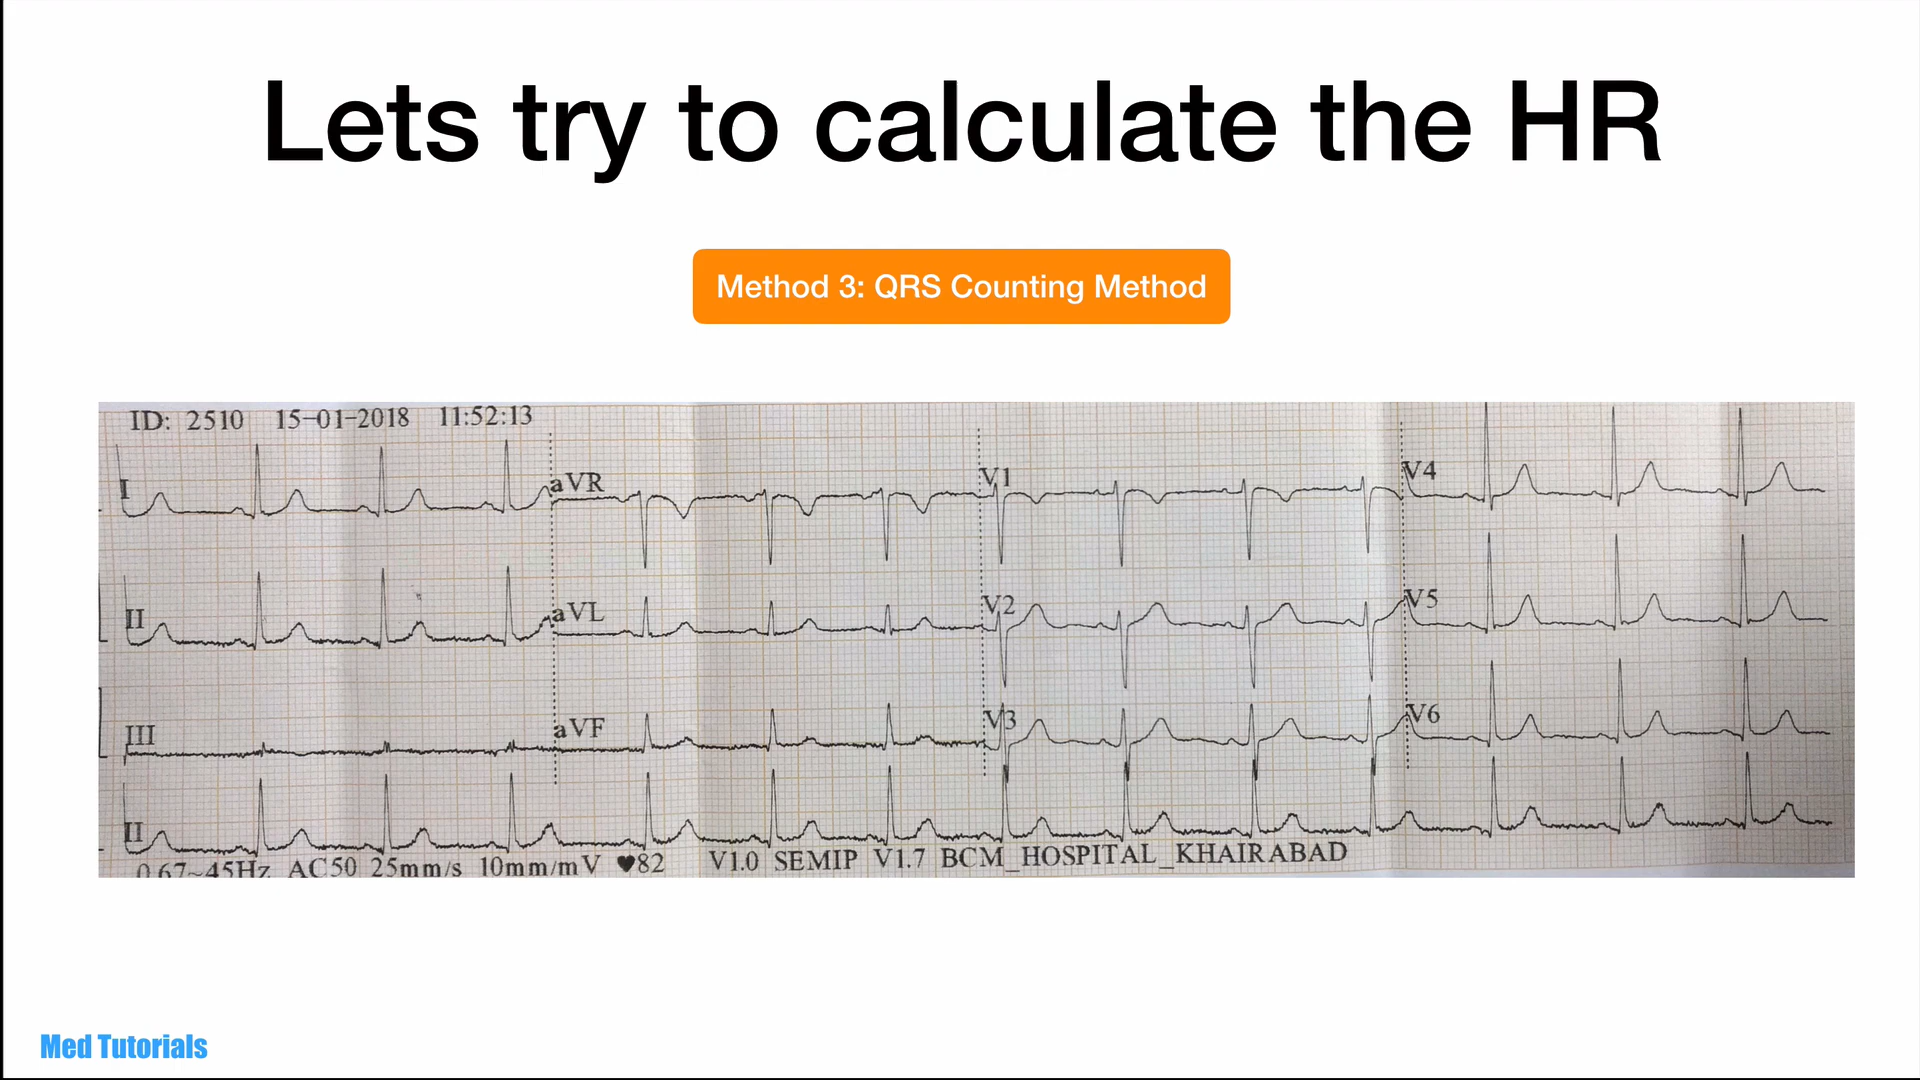 Lets try to calculate the HR
Method 3: QRS Counting Method
ID: 2510 15-01-2018 11:52:13
I
aVR
V1
V4
II
aVL
V2
V5
III
aVF
V3
V6
II
0.67~45Hz AC50 25mm/s 10mm/mV ♥82 V1.0 SEMIP V1.7 BCM_HOSPITAL_KHAIRABAD
Med Tutorials